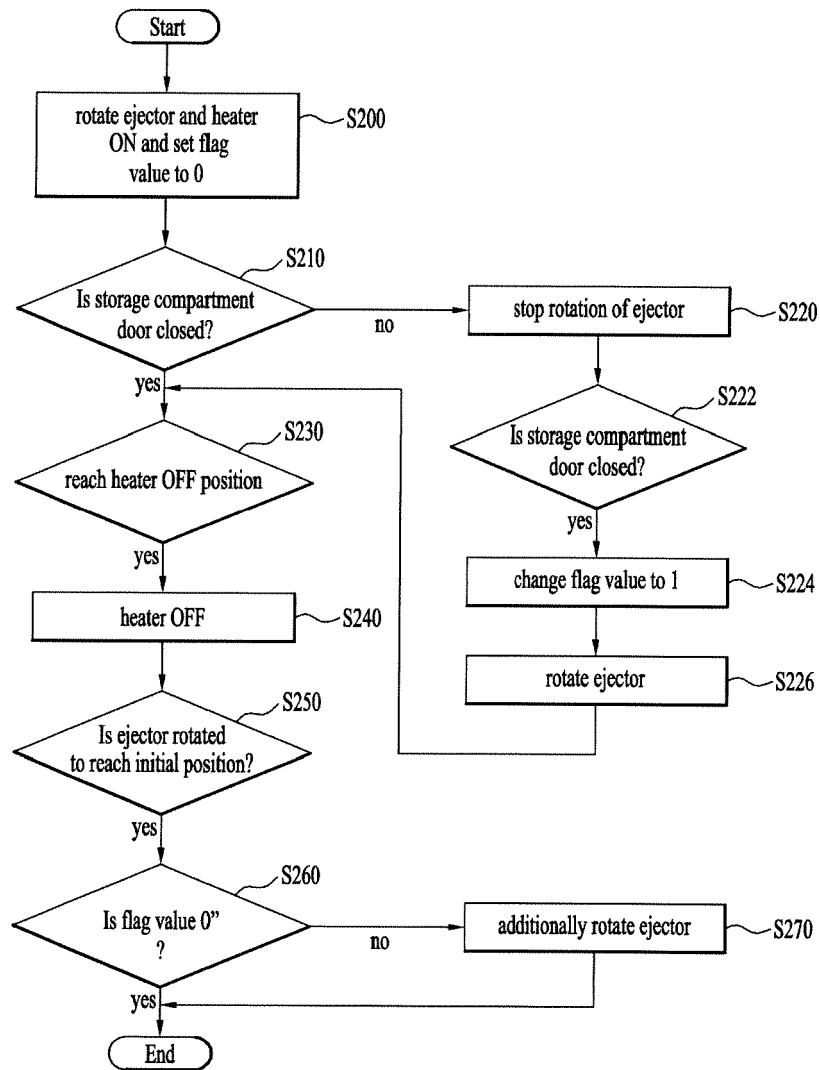 Start
rotate ejector and heater
ON and set flag
value to 0
S200
S210
Is storage compartment
door closed?
no
yes
stop rotation of ejector
S220
S222
Is storage compartment
door closed?
yes
change flag value to 1
S224
rotate ejector
S226
S230
reach heater OFF position
yes
heater OFF
S240
S250
Is ejector rotated
to reach initial position?
yes
S260
Is flag value 0”
?
no
yes
additionally rotate ejector
S270
End